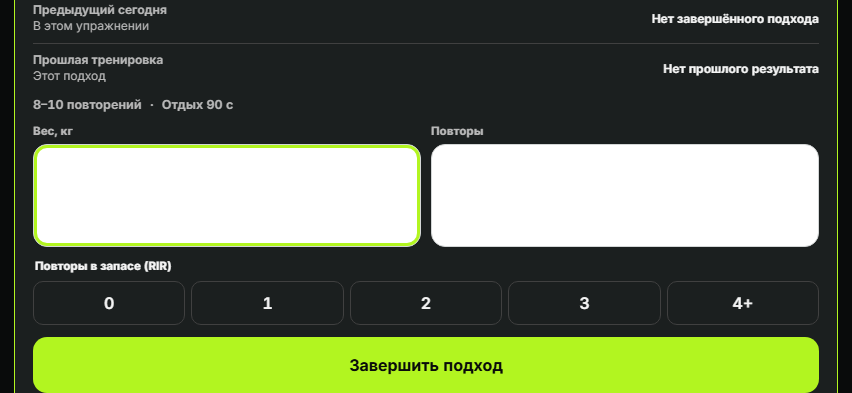 Предыдущий сегодня
В этом упражнении
Нет завершённого подхода
Прошлая тренировка
Этот подход
Нет прошлого результата
8–10 повторений · Отдых 90 с
Вес, кг
Повторы
Повторы в запасе (RIR)
0
1
2
3
4+
Завершить подход